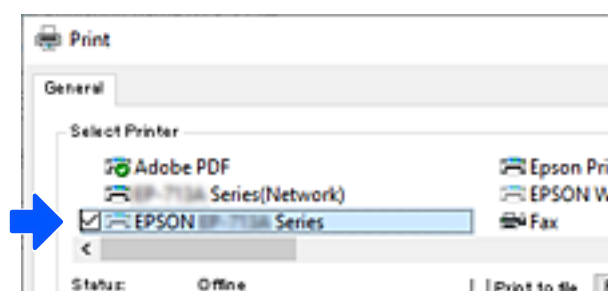 Print
General
Select Printer
Adobe PDF
Epson Pri
Series(Network)
EPSON W
EPSON Series
Fax
Status: Offline
Print to file